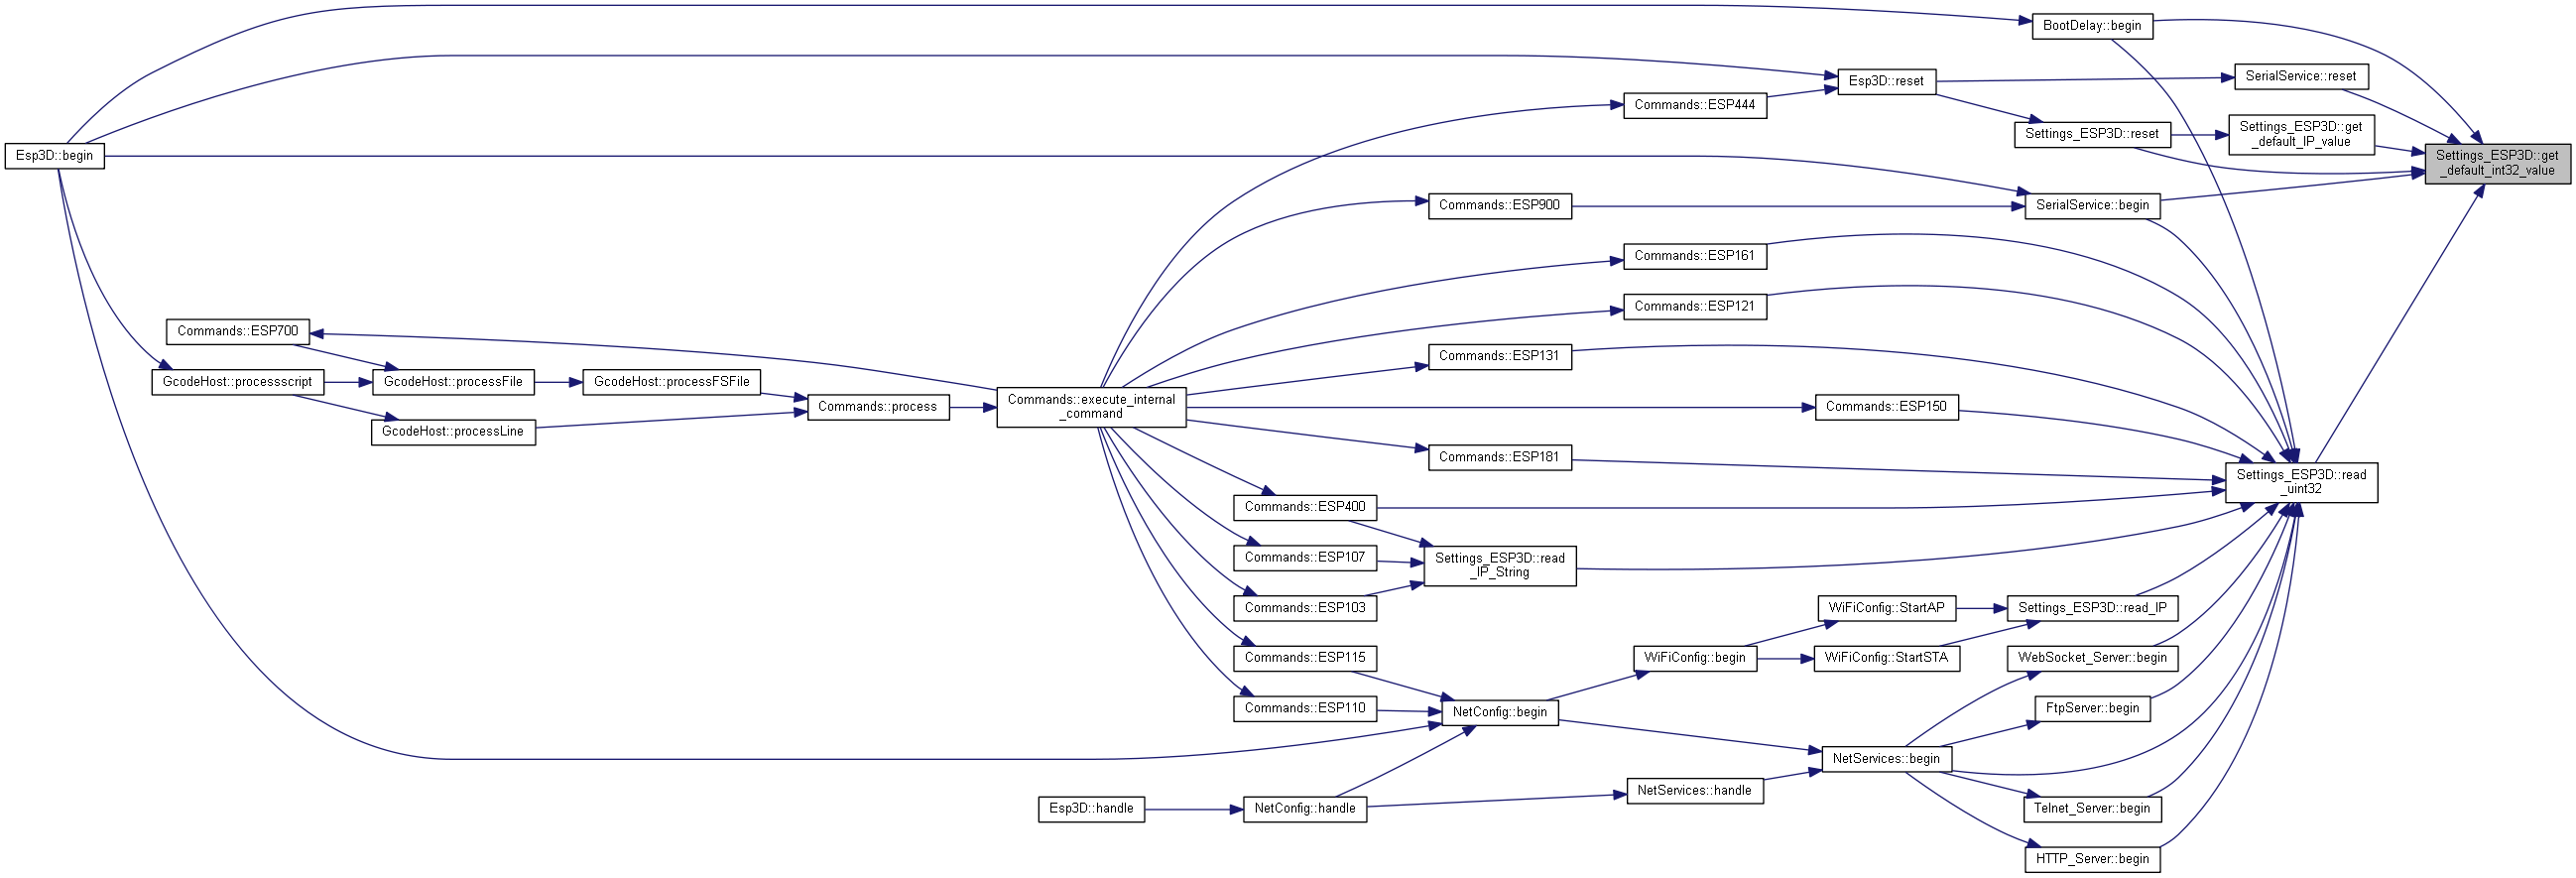 BootDelay::begin
SerialService::reset
Esp3D::reset
Commands::ESP444
Settings_ESP3D::get
_default_IP_value
Settings_ESP3D::reset
Esp3D::begin
Settings_ESP3D::get
_default_int32_value
Commands::ESP900
SerialService::begin
Commands::ESP161
Commands::ESP121
Commands::ESP700
Commands::ESP131
GcodeHost::processscript
GcodeHost::processFile
GcodeHost::processFSFile
Commands::execute_internal
_command
Commands::process
Commands::ESP150
GcodeHost::processLine
Commands::ESP181
Settings_ESP3D::read
_uint32
Commands::ESP400
Commands::ESP107
Settings_ESP3D::read
_IP_String
Commands::ESP103
WiFiConfig::StartAP
Settings_ESP3D::read_IP
Commands::ESP115
WiFiConfig::begin
WiFiConfig::StartSTA
WebSocket_Server::begin
Commands::ESP110
NetConfig::begin
FtpServer::begin
NetServices::begin
NetServices::handle
Esp3D::handle
NetConfig::handle
Telnet_Server::begin
HTTP_Server::begin